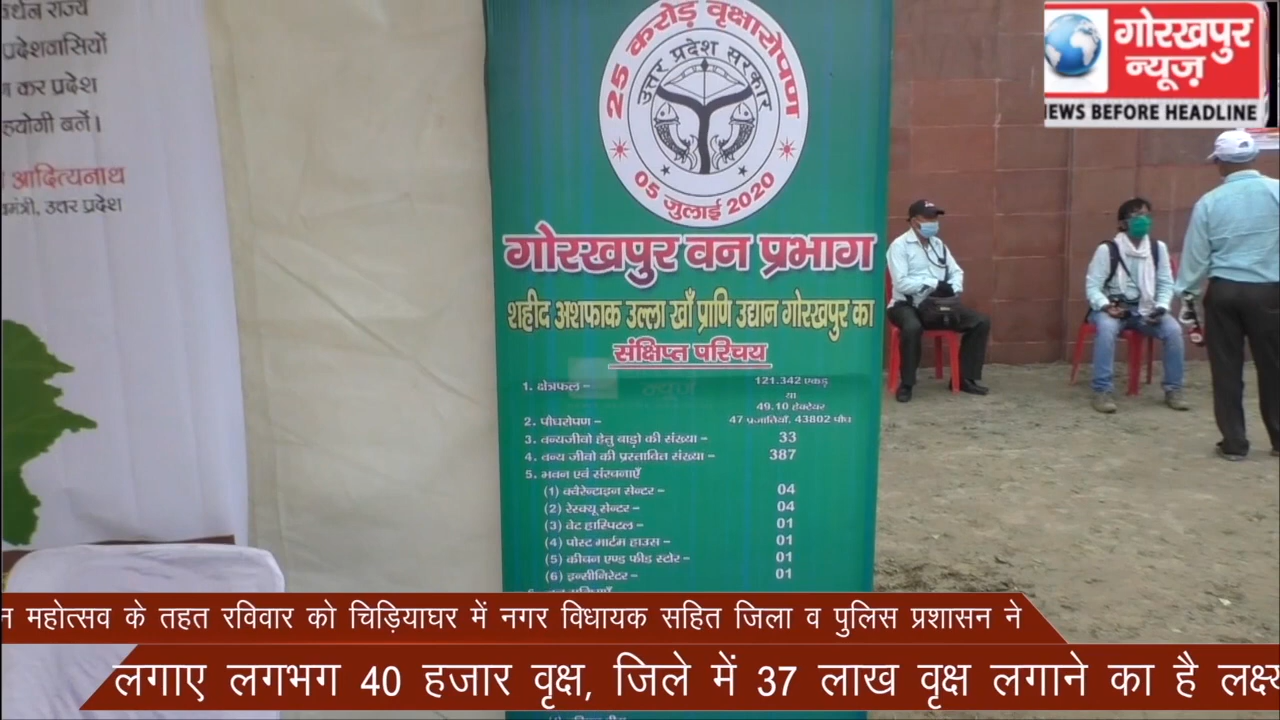 र्धन राज्य
प्रदेशवासियों
कर प्रदेश
हयोगी बनें।
आदित्यनाथ
मंत्री, उत्तर प्रदेश
25 करोड़ वृक्षारोपण
उत्तर प्रदेश सरकार
05 जुलाई 2020
गोरखपुर वन प्रभाग
शहीद अशफाक उल्ला खाँ प्राणि उद्यान गोरखपुर का
संक्षिप्त परिचय
1. क्षेत्रफल – 121.342 एकड़
या
49.10 हेक्टेयर
2. पौधरोपण – 47 प्रजातियाँ, 43802 पौध
3. वन्यजीवो हेतु बाड़ो की संख्या – 33
4. वन्य जीवो की प्रस्तावित संख्या – 387
5. भवन एवं संरचनाएँ
(1) क्वैरेन्टाइन सेन्टर – 04
(2) रेस्क्यू सेन्टर – 04
(3) वेट हास्पिटल – 01
(4) पोस्ट मार्टम हाउस – 01
(5) कीचन एण्ड फीड स्टोर – 01
(6) इन्सीनिरेटर – 01
गोरखपुर
न्यूज़
NEWS BEFORE HEADLINE
न महोत्सव के तहत रविवार को चिड़ियाघर में नगर विधायक सहित जिला व पुलिस प्रशासन ने
लगाए लगभग 40 हजार वृक्ष, जिले में 37 लाख वृक्ष लगाने का है लक्ष्